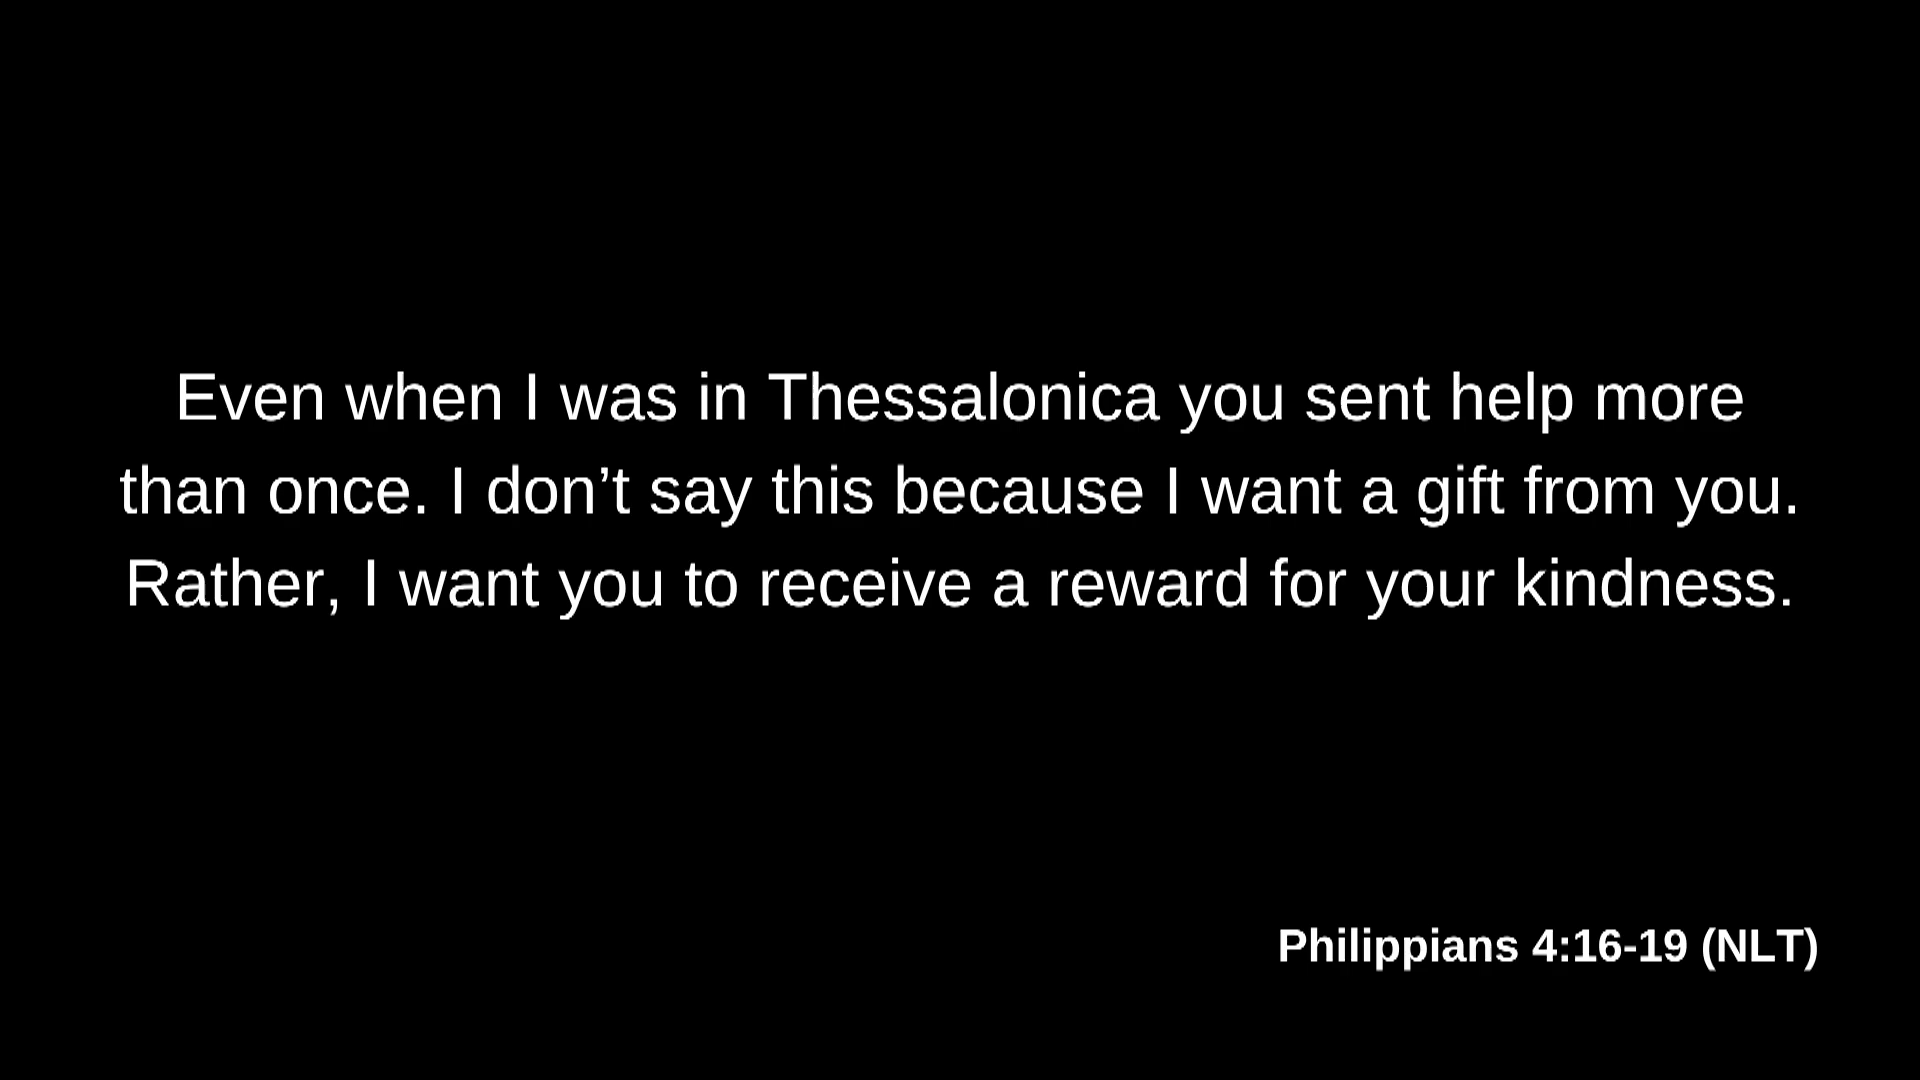 Even when I was in Thessalonica you sent help more
than once. I don’t say this because I want a gift from you.
Rather, I want you to receive a reward for your kindness.
Philippians 4:16-19 (NLT)